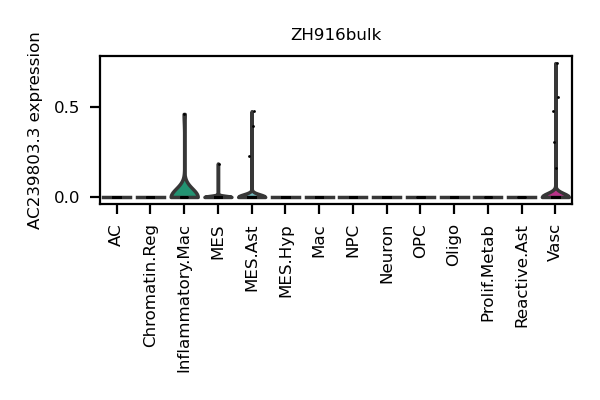 ZH916bulk
AC239803.3 expression
0.5
0.0
AC
Chromatin.Reg
Inflammatory.Mac
MES
MES.Ast
MES.Hyp
Mac
NPC
Neuron
OPC
Oligo
Prolif.Metab
Reactive.Ast
Vasc